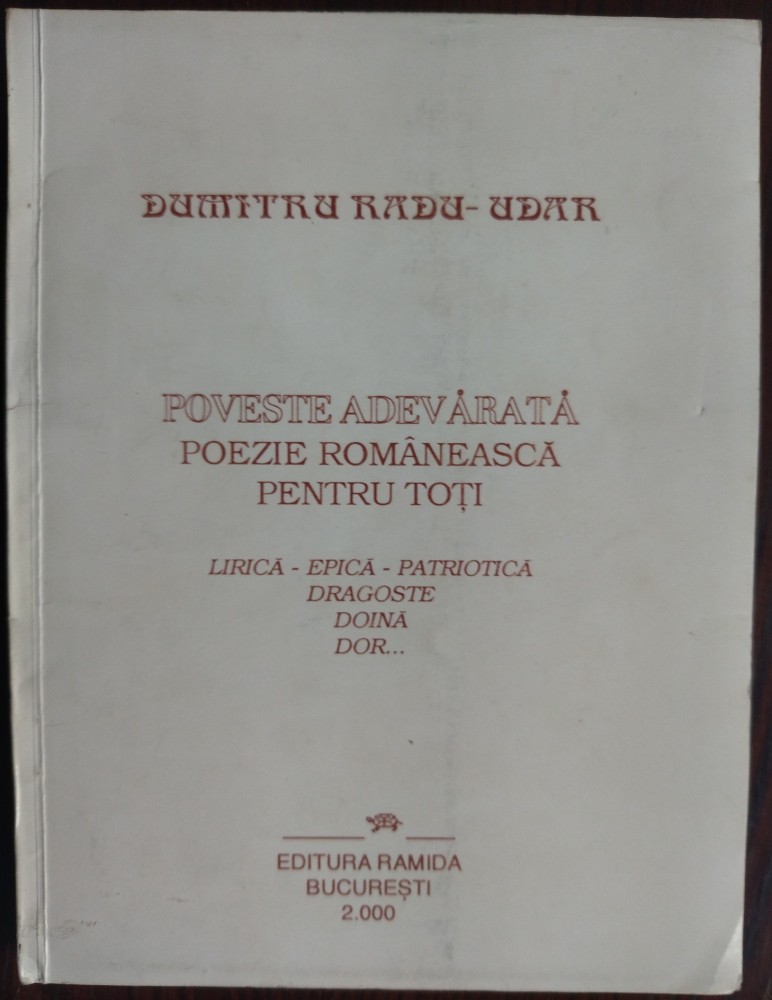 DUMITRU RADU- UDAR
POVESTE ADEVĂRATĂ
POEZIE ROMÂNEASCĂ
PENTRU TOȚI
LIRICĂ - EPICĂ - PATRIOTICĂ
DRAGOSTE
DOINĂ
DOR...
EDITURA RAMIDA
BUCUREȘTI
2.000